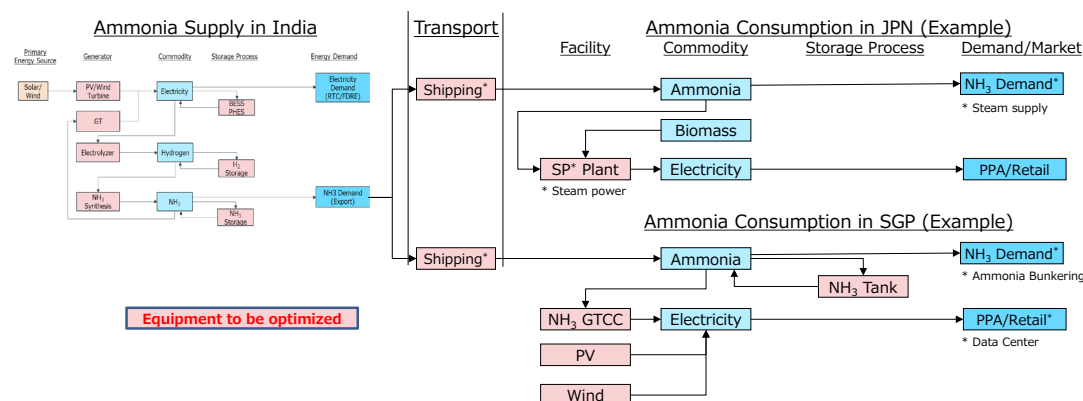 Ammonia Supply in India
Primary
Energy Source
Generator
Commodity
Storage Process
Energy Demand
Solar/
Wind
PV/Wind
Turbine
Electricity
Electricity
Demand
(RTC/FDRE)
BESS
PHES
GT
Electrolyzer
Hydrogen
H2
Storage
NH3
Synthesis
NH3
NH3
Storage
NH3 Demand
(Export)
Equipment to be optimized
Transport
Shipping*
Shipping*
Ammonia Consumption in JPN (Example)
Facility
Commodity
Storage Process
Demand/Market
Ammonia
NH3 Demand*
* Steam supply
Biomass
SP* Plant
Electricity
PPA/Retail
* Steam power
Ammonia Consumption in SGP (Example)
Ammonia
NH3 Demand*
* Ammonia Bunkering
NH3 Tank
NH3 GTCC
Electricity
PPA/Retail*
* Data Center
PV
Wind